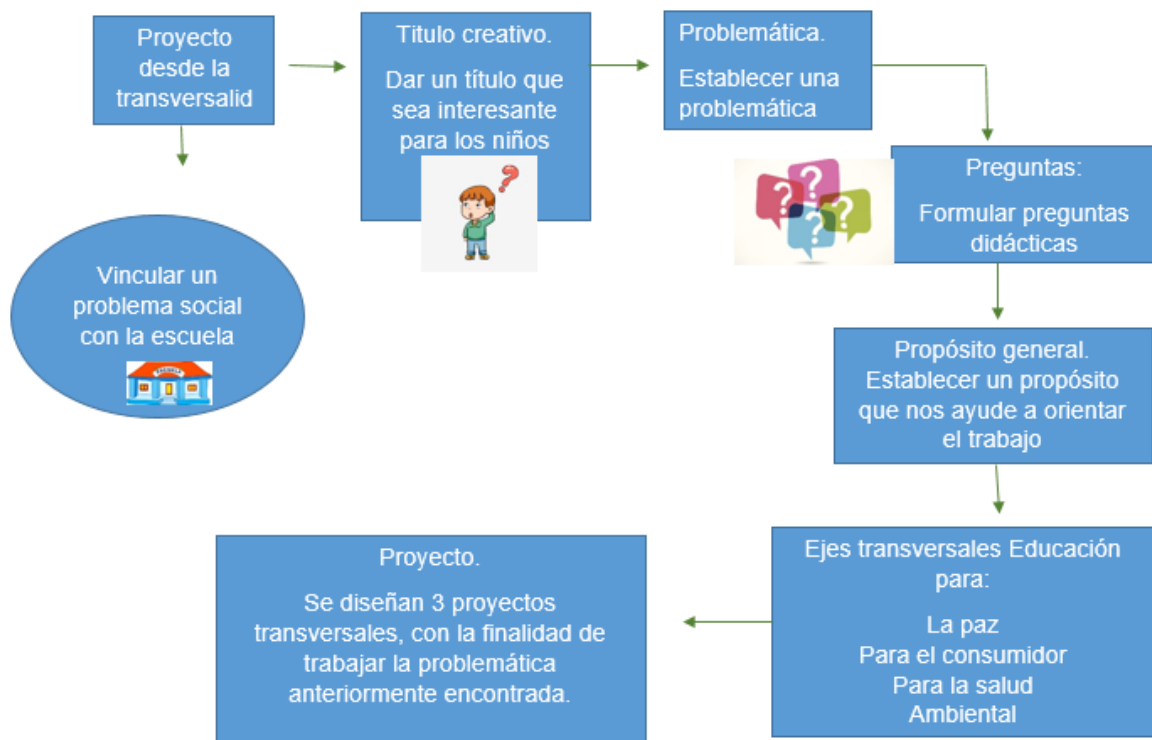 Proyecto
desde la
transversalid
Titulo creativo.
Dar un título que
sea interesante
para los niños
Problemática.
Establecer una
problemática
Preguntas:
Formular preguntas
didácticas
Vincular un
problema social
con la escuela
ESCUELA
Propósito general.
Establecer un propósito
que nos ayude a orientar
el trabajo
Ejes transversales Educación
para:
La paz
Para el consumidor
Para la salud
Ambiental
Proyecto.
Se diseñan 3 proyectos
transversales, con la finalidad de
trabajar la problemática
anteriormente encontrada.